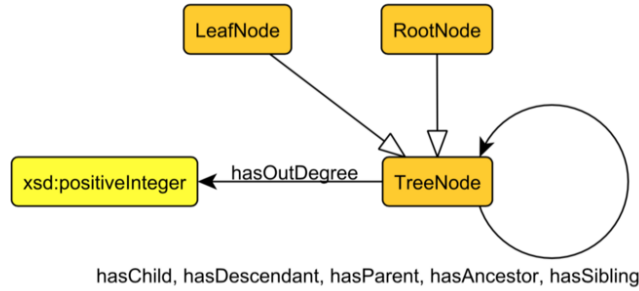 LeafNode
RootNode
xsd:positiveInteger
hasOutDegree
TreeNode
hasChild, hasDescendant, hasParent, hasAncestor, hasSibling